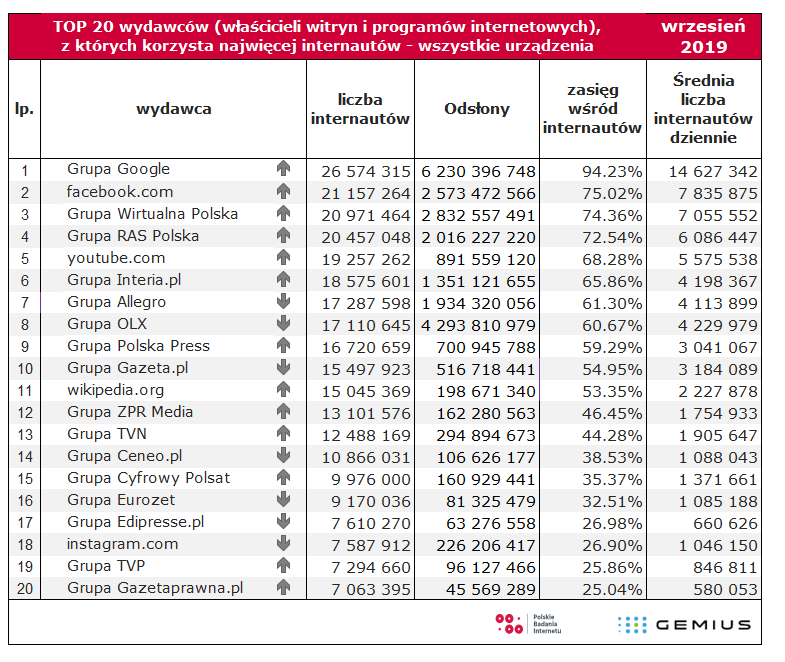 TOP 20 wydawców (właścicieli witryn i programów internetowych), z których korzysta najwięcej internautów - wszystkie urządzenia wrzesień 2019
lp. wydawca liczba internautów Odsłony zasięg wśród internautów Średnia liczba internautów dziennie
1 Grupa Google 26 574 315 6 230 396 748 94.23% 14 627 342
2 facebook.com 21 157 264 2 573 472 566 75.02% 7 835 875
3 Grupa Wirtualna Polska 20 971 464 2 832 557 491 74.36% 7 055 552
4 Grupa RAS Polska 20 457 048 2 016 227 220 72.54% 6 086 447
5 youtube.com 19 257 262 891 559 120 68.28% 5 575 538
6 Grupa Interia.pl 18 575 601 1 351 121 655 65.86% 4 198 367
7 Grupa Allegro 17 287 598 1 934 320 056 61.30% 4 113 899
8 Grupa OLX 17 110 645 4 293 810 979 60.67% 4 229 979
9 Grupa Polska Press 16 720 659 700 945 788 59.29% 3 041 067
10 Grupa Gazeta.pl 15 497 923 516 718 441 54.95% 3 184 089
11 wikipedia.org 15 045 369 198 671 340 53.35% 2 227 878
12 Grupa ZPR Media 13 101 576 162 280 563 46.45% 1 754 933
13 Grupa TVN 12 488 169 294 894 673 44.28% 1 905 647
14 Grupa Ceneo.pl 10 866 031 106 626 177 38.53% 1 088 043
15 Grupa Cyfrowy Polsat 9 976 000 160 929 441 35.37% 1 371 661
16 Grupa Eurozet 9 170 036 81 325 479 32.51% 1 085 188
17 Grupa Edipresse.pl 7 610 270 63 276 558 26.98% 660 626
18 instagram.com 7 587 912 226 206 417 26.90% 1 046 150
19 Grupa TVP 7 294 660 96 127 466 25.86% 846 811
20 Grupa Gazetaprawna.pl 7 063 395 45 569 289 25.04% 580 053
Polskie
Badania
Internetu
GEMIUS